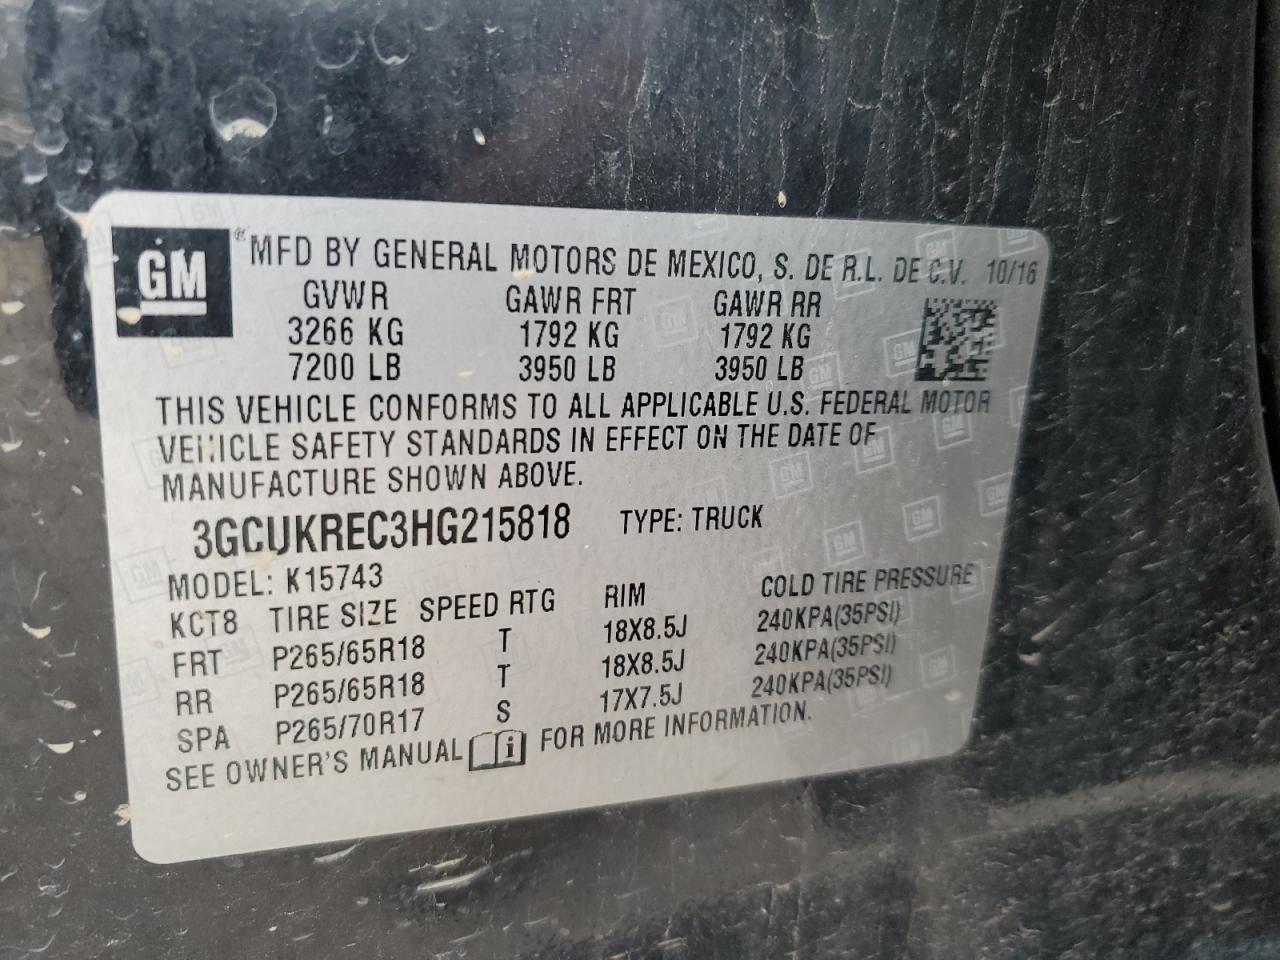 GM ® MFD BY GENERAL MOTORS DE MEXICO, S. DE R.L. DE C.V. 10/16
GVWR GAWR FRT GAWR RR
3266 KG 1792 KG 1792 KG
7200 LB 3950 LB 3950 LB
THIS VEHICLE CONFORMS TO ALL APPLICABLE U.S. FEDERAL MOTOR
VEHICLE SAFETY STANDARDS IN EFFECT ON THE DATE OF
MANUFACTURE SHOWN ABOVE.
3GCUKREC3HG215818 TYPE: TRUCK
MODEL: K15743
KCT8 TIRE SIZE SPEED RTG RIM COLD TIRE PRESSURE
FRT P265/65R18 T 18X8.5J 240KPA(35PSI)
RR P265/65R18 T 18X8.5J 240KPA(35PSI)
SPA P265/70R17 S 17X7.5J 240KPA(35PSI)
SEE OWNER'S MANUAL i FOR MORE INFORMATION.